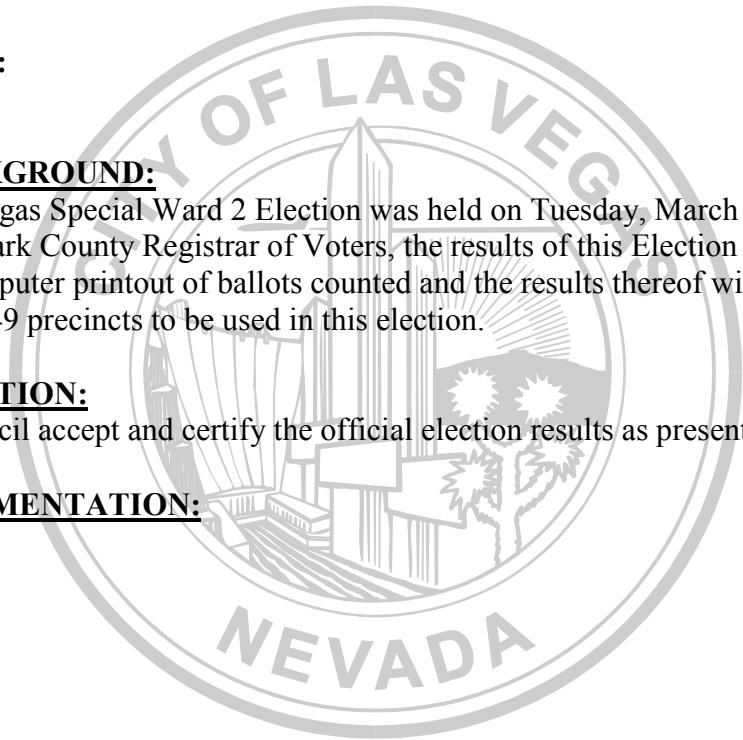 :
KGROUND:
gas Special Ward 2 Election was held on Tuesday, March
ark County Registrar of Voters, the results of this Election
puter printout of ballots counted and the results thereof wi
49 precincts to be used in this election.
TION:
cil accept and certify the official election results as present
MENTATION:
CITY OF LAS VEGAS
NEVADA